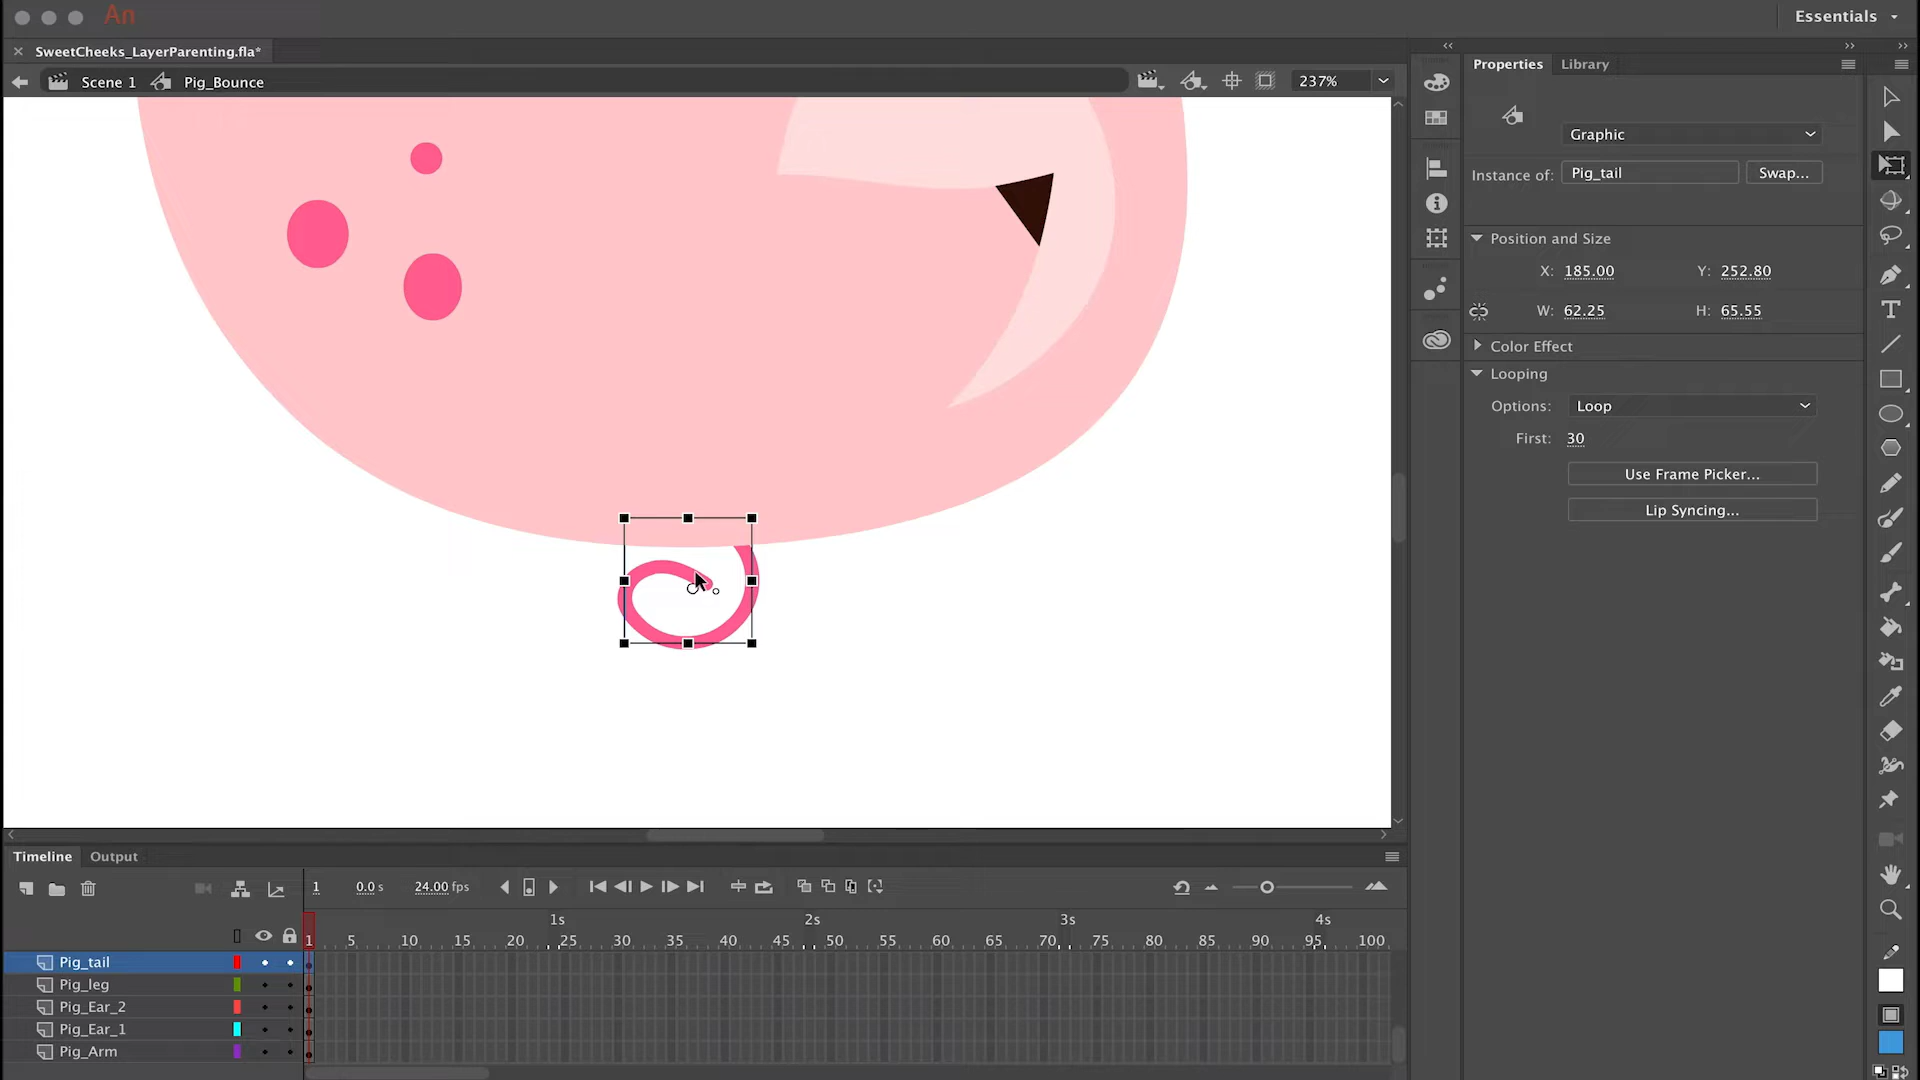 An
Essentials
SweetCheeks_LayerParenting.fla*
Scene 1 Pig_Bounce 237%
Properties Library
Graphic
Instance of: Pig_tail Swap...
Position and Size
X: 185.00 Y: 252.80
W: 62.25 H: 65.55
Color Effect
Looping
Options: Loop
First: 30
Use Frame Picker...
Lip Syncing...
Timeline Output
1 0.0 s 24.00 fps
1s 2s 3s 4s
1 5 10 15 20 25 30 35 40 45 50 55 60 65 70 75 80 85 90 95 100
Pig_tail
Pig_leg
Pig_Ear_2
Pig_Ear_1
Pig_Arm